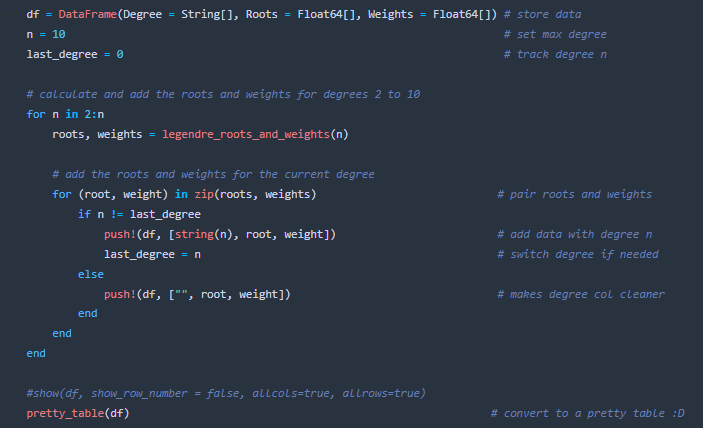 df = DataFrame(Degree = String[], Roots = Float64[], Weights = Float64[]) # store data
n = 10 # set max degree
last_degree = 0 # track degree n
# calculate and add the roots and weights for degrees 2 to 10
for n in 2:n
roots, weights = legendre_roots_and_weights(n)
# add the roots and weights for the current degree
for (root, weight) in zip(roots, weights) # pair roots and weights
if n != last_degree
push!(df, [string(n), root, weight]) # add data with degree n
last_degree = n # switch degree if needed
else
push!(df, ["", root, weight]) # makes degree col cleaner
end
end
end
#show(df, show_row_number = false, allcols=true, allrows=true)
pretty_table(df) # convert to a pretty table :D